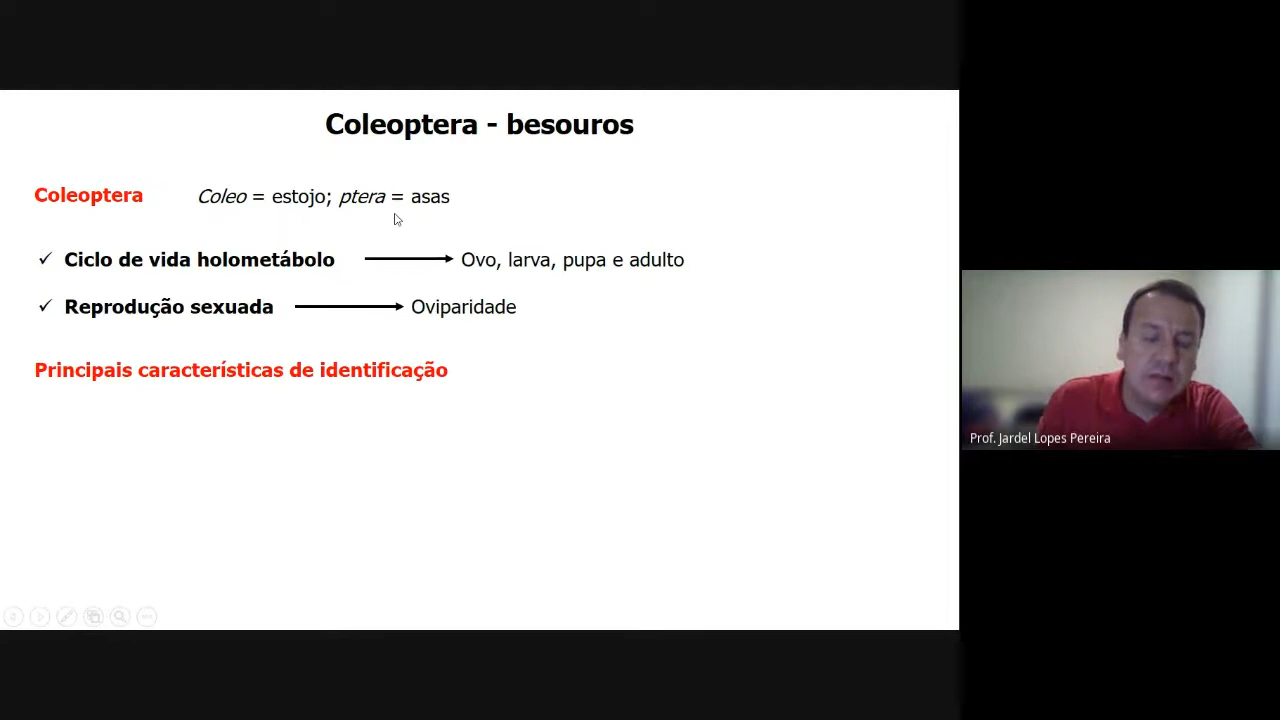 Coleoptera - besouros
Coleoptera Coleo = estojo; ptera = asas
✓ Ciclo de vida holometábolo → Ovo, larva, pupa e adulto
✓ Reprodução sexuada → Oviparidade
Principais características de identificação
Prof. Jardel Lopes Pereira